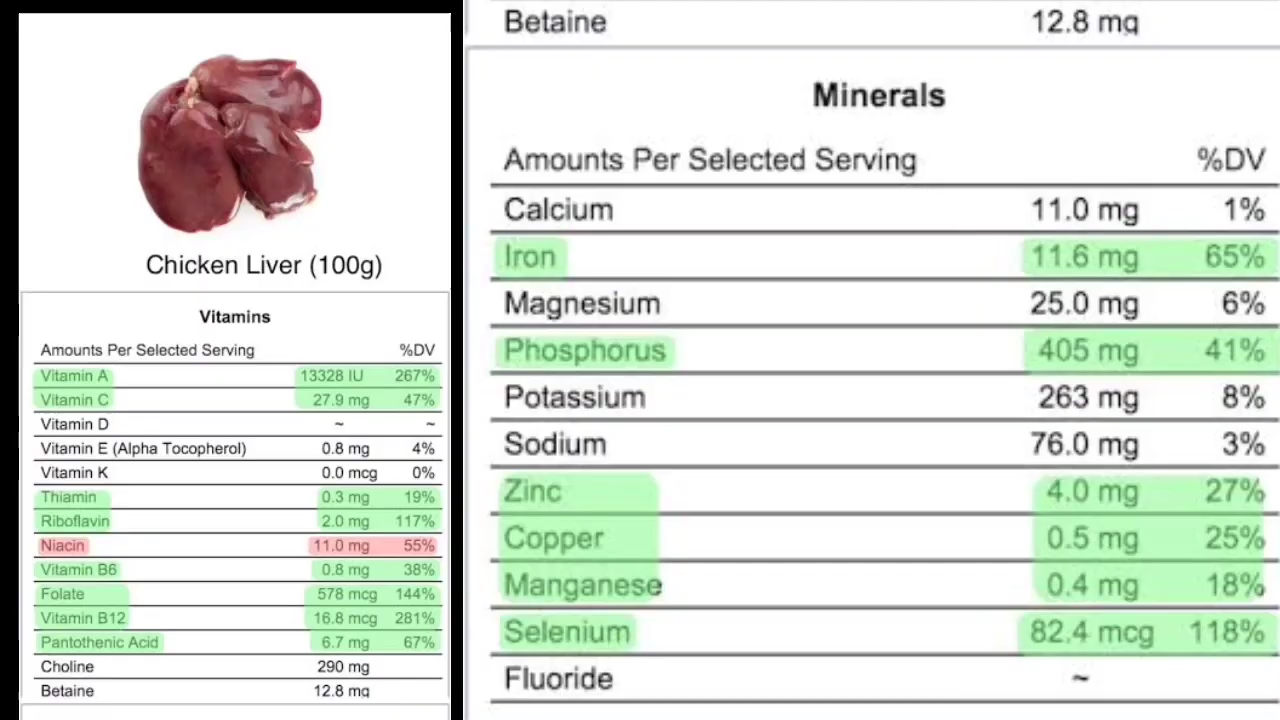 Chicken Liver (100g)
Vitamins
Amounts Per Selected Serving %DV
Vitamin A 13328 IU 267%
Vitamin C 27.9 mg 47%
Vitamin D ~ ~
Vitamin E (Alpha Tocopherol) 0.8 mg 4%
Vitamin K 0.0 mcg 0%
Thiamin 0.3 mg 19%
Riboflavin 2.0 mg 117%
Niacin 11.0 mg 55%
Vitamin B6 0.8 mg 38%
Folate 578 mcg 144%
Vitamin B12 16.8 mcg 281%
Pantothenic Acid 6.7 mg 67%
Choline 290 mg
Betaine 12.8 mg
Betaine 12.8 mg
Minerals
Amounts Per Selected Serving %DV
Calcium 11.0 mg 1%
Iron 11.6 mg 65%
Magnesium 25.0 mg 6%
Phosphorus 405 mg 41%
Potassium 263 mg 8%
Sodium 76.0 mg 3%
Zinc 4.0 mg 27%
Copper 0.5 mg 25%
Manganese 0.4 mg 18%
Selenium 82.4 mcg 118%
Fluoride ~